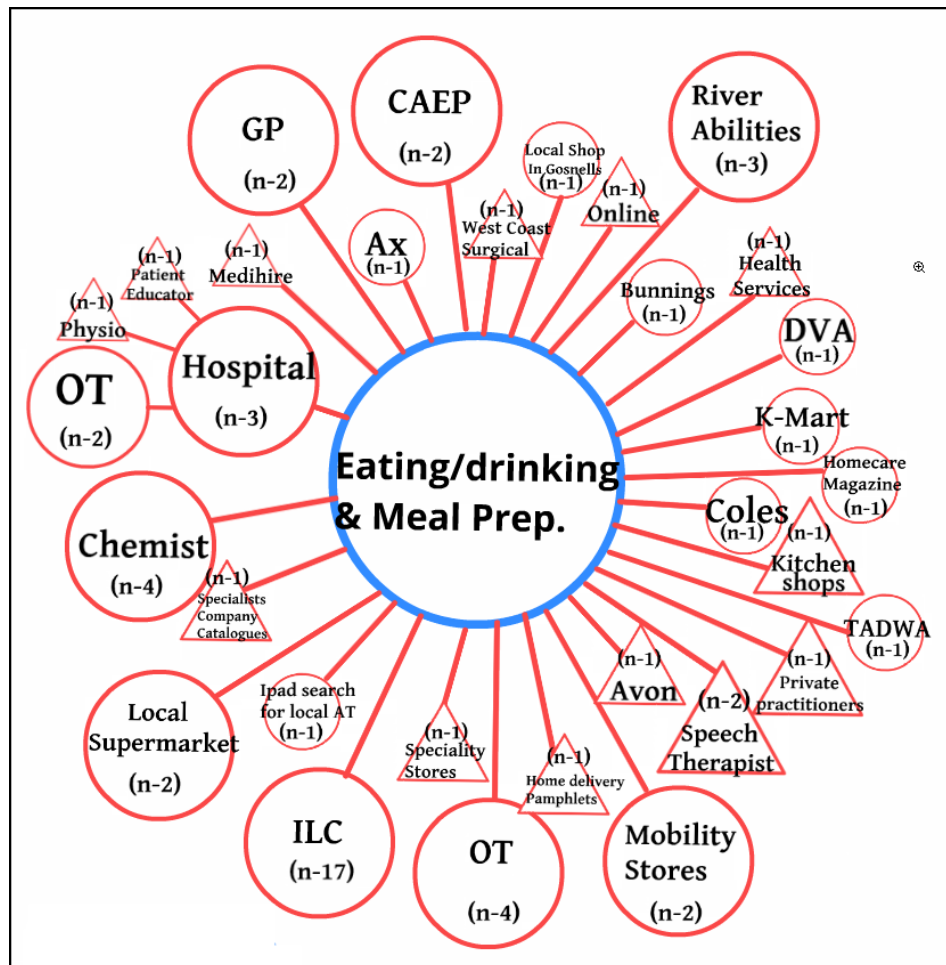 GP
(n-2)
CAEP
(n-2)
River
Abilities
(n-3)
Local Shop
In Gosnells
(n-1)
(n-1)
Online
(n-1)
West Coast
Surgical
Ax
(n-1)
(n-1)
Medihire
(n-1)
Patient
Educator
(n-1)
Physio
Bunnings
(n-1)
(n-1)
Health
Services
DVA
(n-1)
Hospital
(n-3)
OT
(n-2)
K-Mart
(n-1)
Homecare
Magazine
(n-1)
Eating/drinking
& Meal Prep.
Coles
(n-1)
(n-1)
Kitchen
shops
Chemist
(n-4)
(n-1)
Specialists
Company
Catalogues
TADWA
(n-1)
(n-1)
Private
practitioners
(n-1)
Avon
(n-2)
Speech
Therapist
Local
Supermarket
(n-2)
Ipad search
for local AT
(n-1)
(n-1)
Speciality
Stores
(n-1)
Home delivery
Pamphlets
ILC
(n-17)
OT
(n-4)
Mobility
Stores
(n-2)